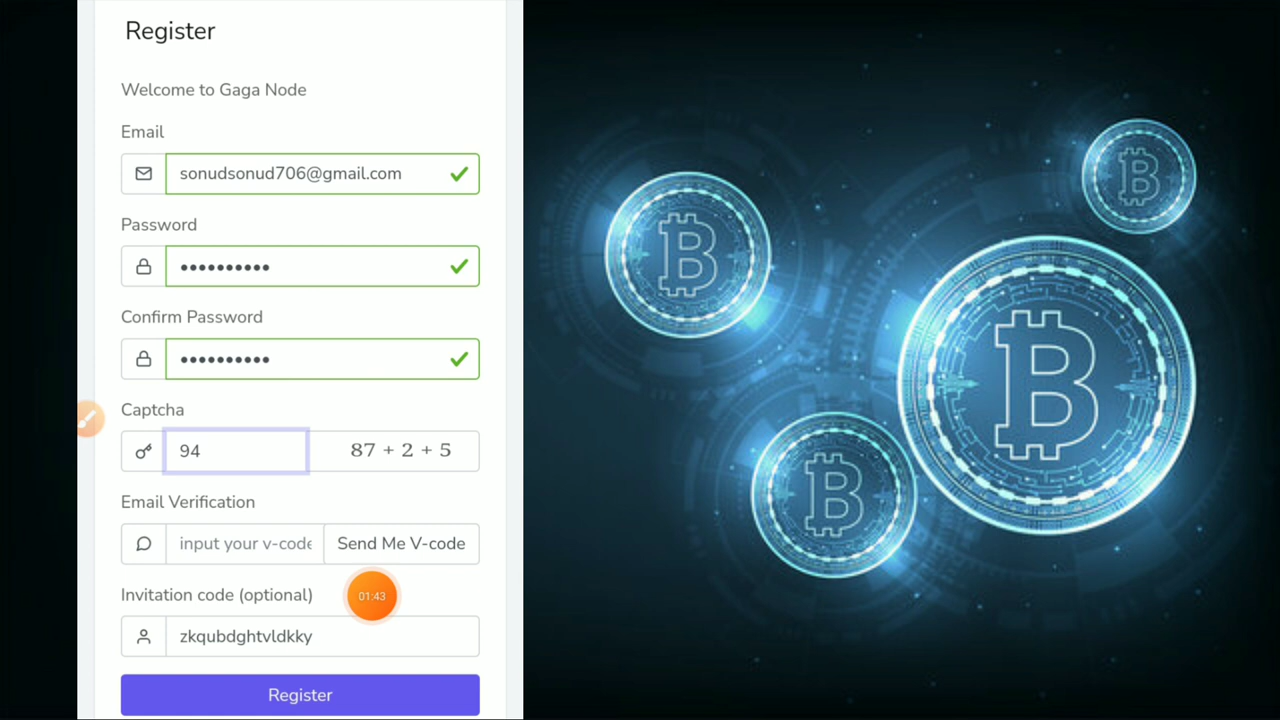 Register
Welcome to Gaga Node
Email
sonudsonud706@gmail.com
Password
••••••••••
Confirm Password
••••••••••
Captcha
94
87 + 2 + 5
Email Verification
input your v-code
Send Me V-code
Invitation code (optional)
01:43
zkqubdghtvldkky
Register